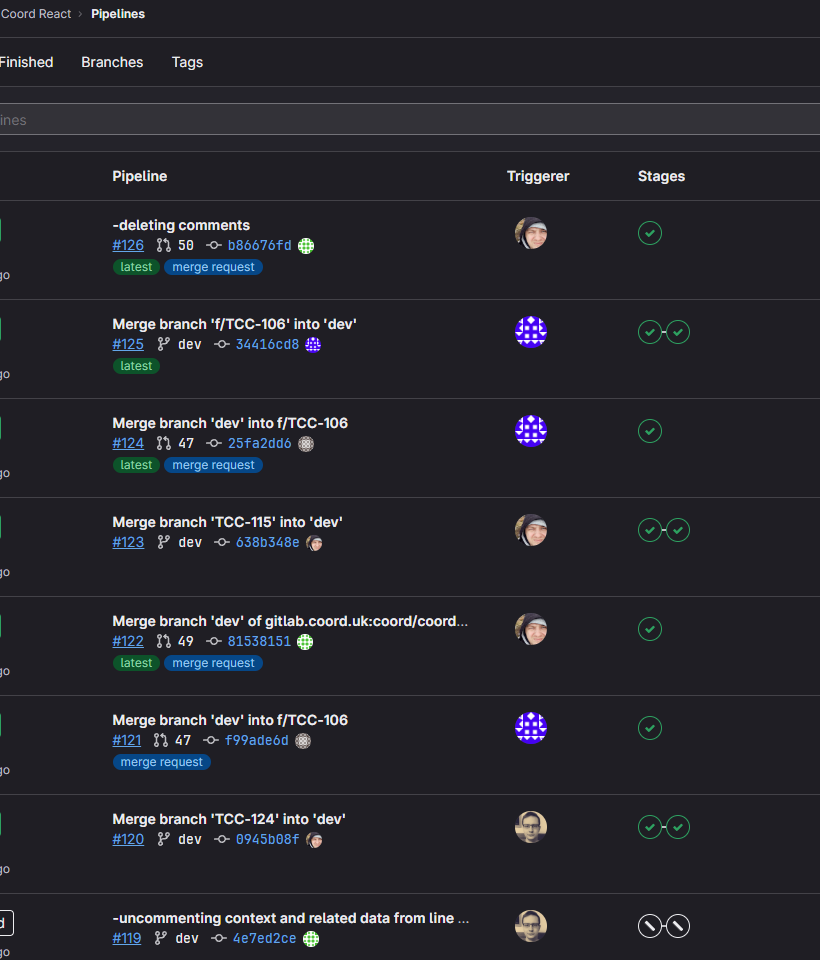 Coord React › Pipelines
Finished Branches Tags
ines
Pipeline Triggerer Stages
-deleting comments
#126 50 b86676fd
latest merge request
go
Merge branch 'f/TCC-106' into 'dev'
#125 dev 34416cd8
latest
go
Merge branch 'dev' into f/TCC-106
#124 47 25fa2dd6
latest merge request
go
Merge branch 'TCC-115' into 'dev'
#123 dev 638b348e
go
Merge branch 'dev' of gitlab.coord.uk:coord/coord...
#122 49 81538151
latest merge request
go
Merge branch 'dev' into f/TCC-106
#121 47 f99ade6d
merge request
go
Merge branch 'TCC-124' into 'dev'
#120 dev 0945b08f
go
-uncommenting context and related data from line ...
d
#119 dev 4e7ed2ce
go